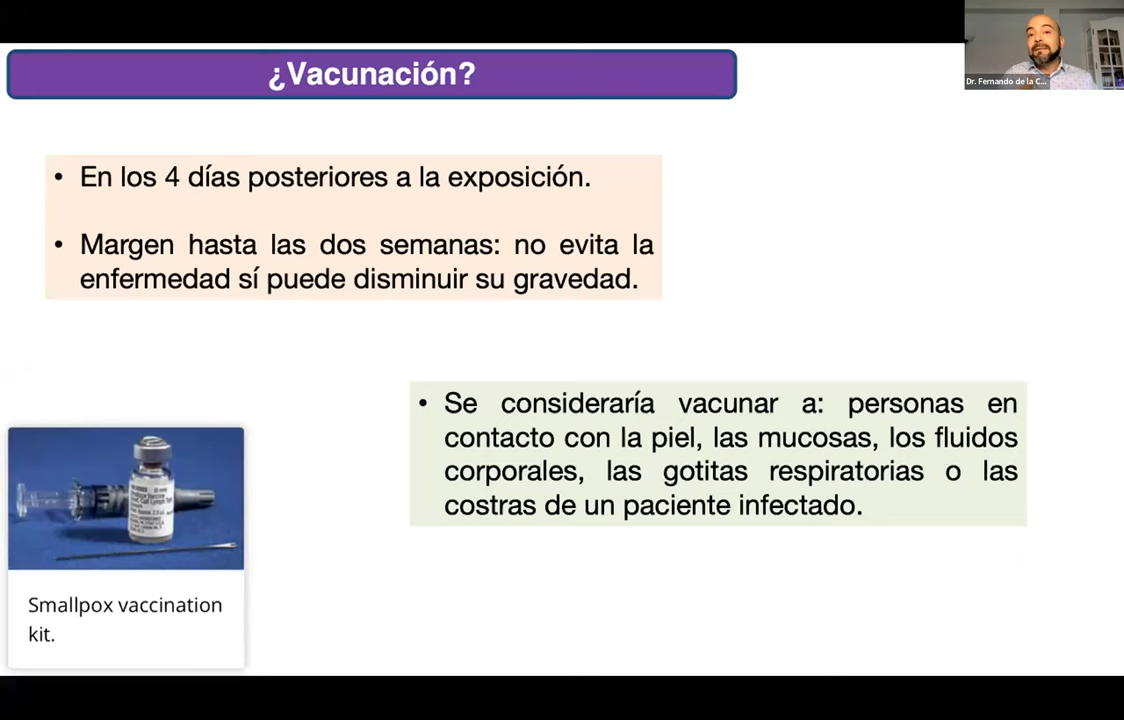 ¿Vacunación?
Dr. Fernando de la C...
• En los 4 días posteriores a la exposición.
• Margen hasta las dos semanas: no evita la
enfermedad sí puede disminuir su gravedad.
• Se consideraría vacunar a: personas en
contacto con la piel, las mucosas, los fluidos
corporales, las gotitas respiratorias o las
costras de un paciente infectado.
Smallpox vaccination
kit.